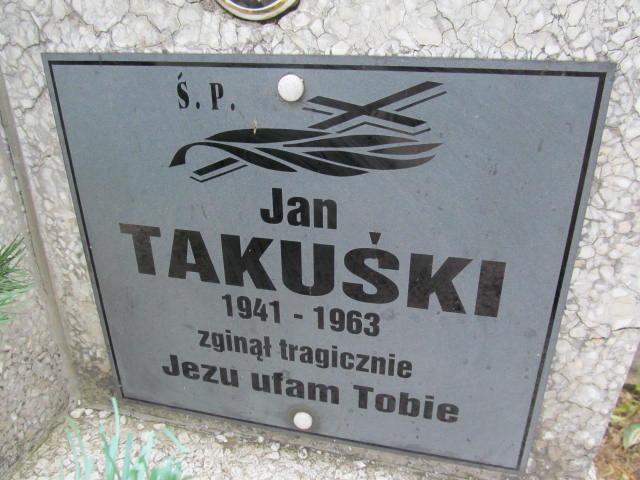 Ś. P.
Jan
TAKUŚKI
1941 - 1963
zginął tragicznie
Jezu ufam Tobie